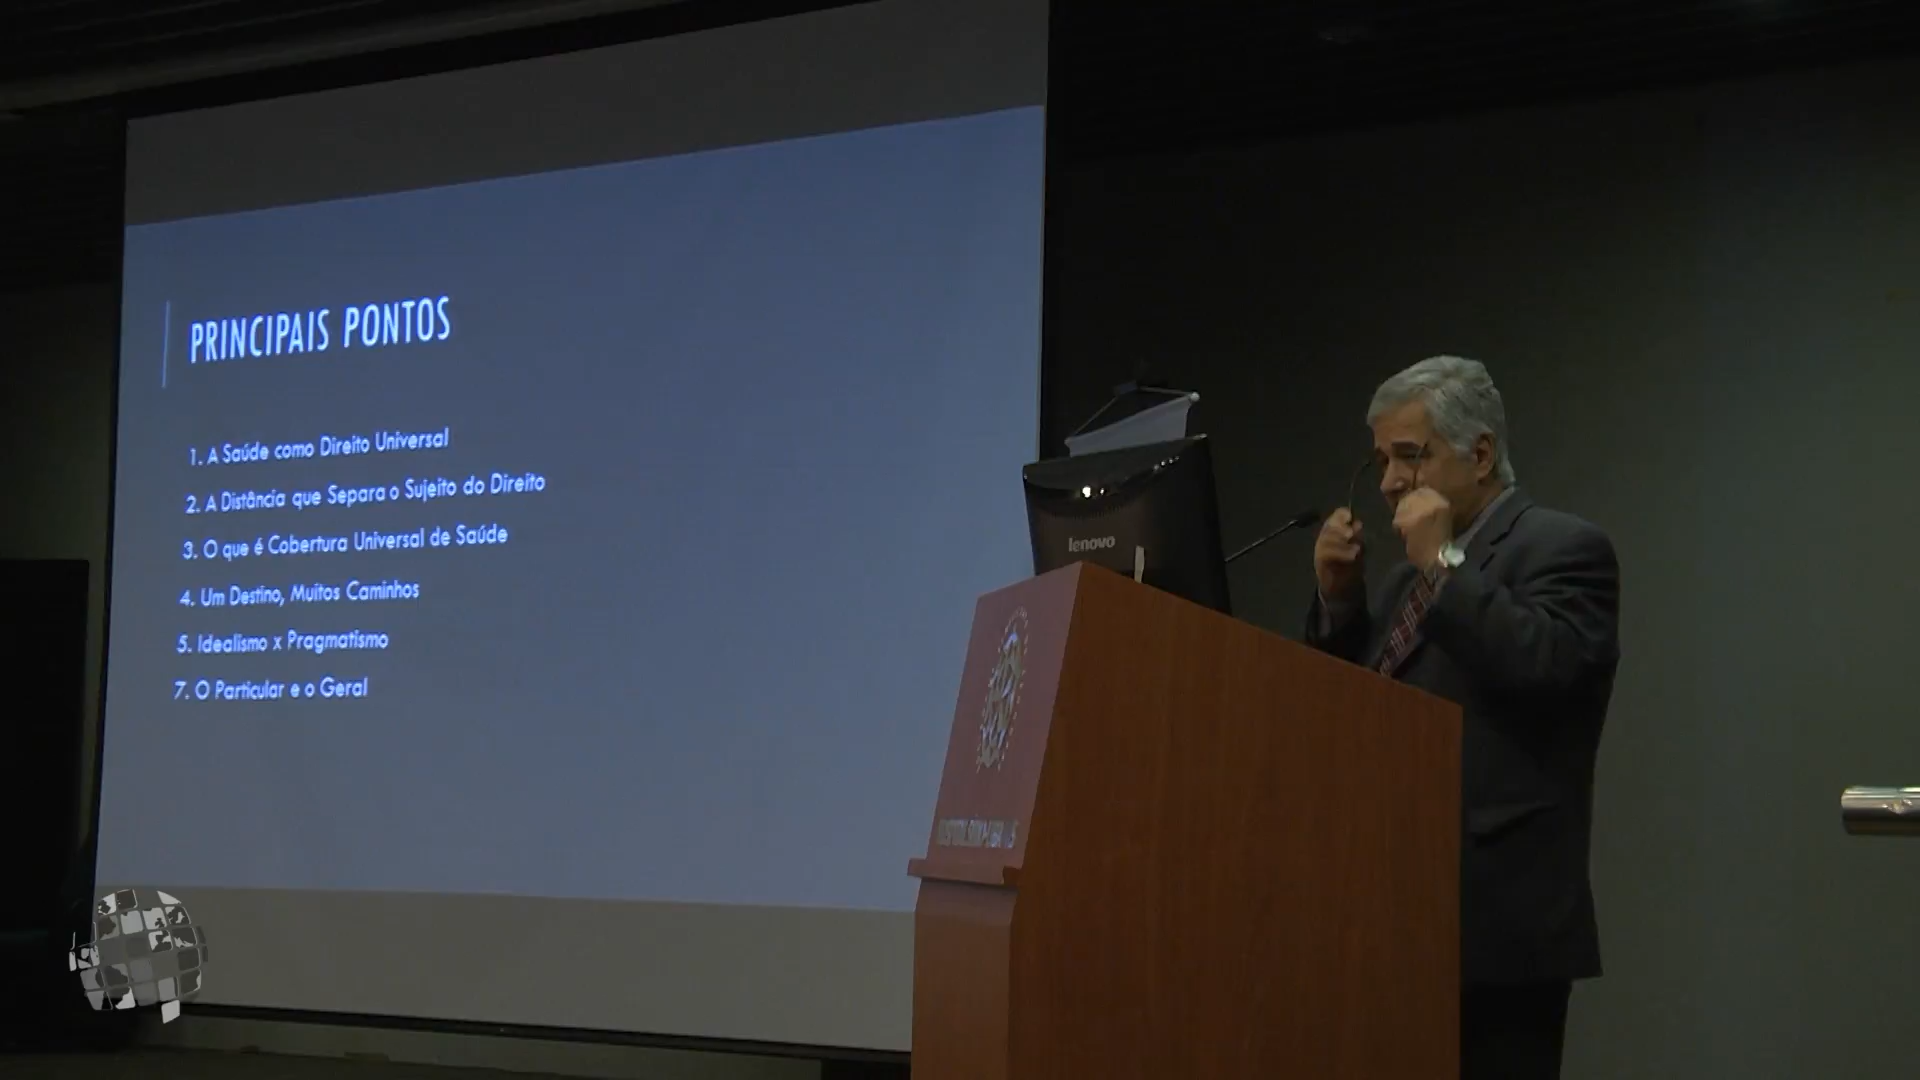 PRINCIPAIS PONTOS
1. A Saúde como Direito Universal
2. A Distância que Separa o Sujeito do Direito
3. O que é Cobertura Universal de Saúde
4. Um Destino, Muitos Caminhos
5. Idealismo x Pragmatismo
7. O Particular e o Geral
lenovo